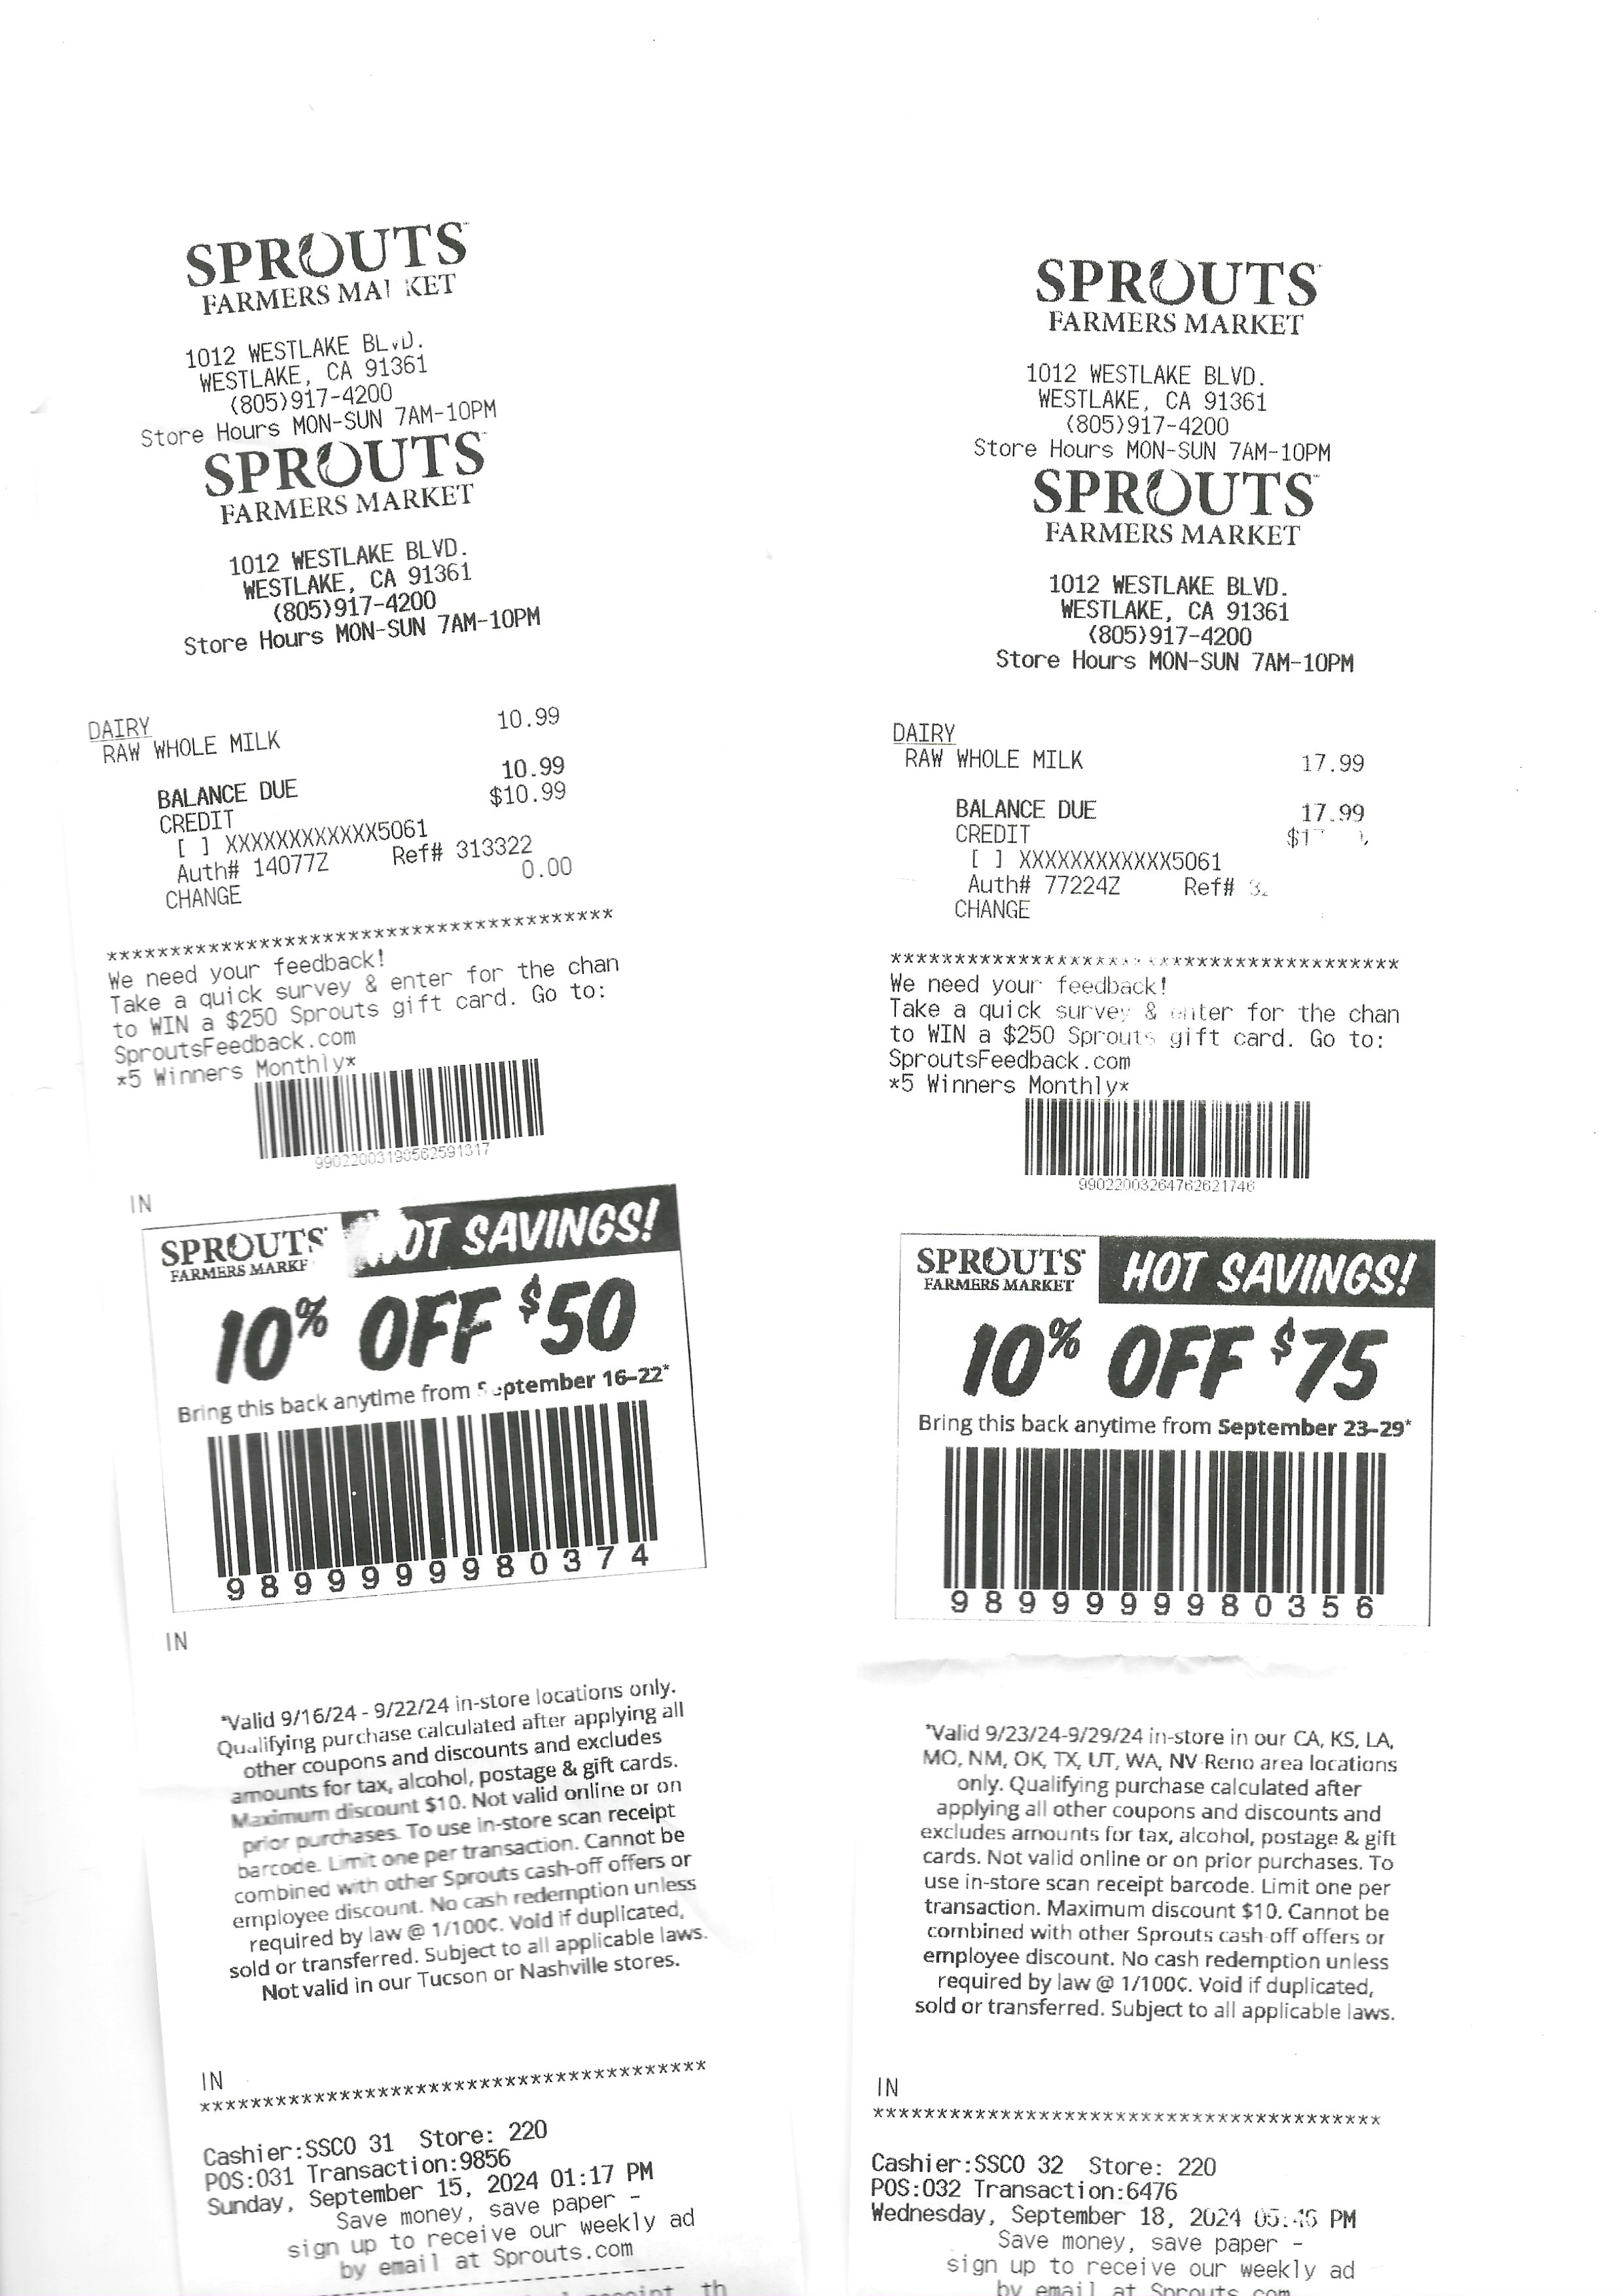 SPROUTS
FARMERS MARKET
1012 WESTLAKE BLVD.
WESTLAKE, CA 91361
(805)917-4200
Store Hours MON-SUN 7AM-10PM
SPROUTS
FARMERS MARKET
1012 WESTLAKE BLVD.
WESTLAKE, CA 91361
(805)917-4200
Store Hours MON-SUN 7AM-10PM
DAIRY
RAW WHOLE MILK 10.99
BALANCE DUE 10.99
CREDIT $10.99
[ ] XXXXXXXXXXXX5061
Auth# 14077Z Ref# 313322
CHANGE 0.00
****************************************
We need your feedback!
Take a quick survey & enter for the chan
to WIN a $250 Sprouts gift card. Go to:
SproutsFeedback.com
*5 Winners Monthly*
99022003190562591317
IN
SPROUTS
FARMERS MARKE
HOT SAVINGS!
10% OFF $50
Bring this back anytime from September 16–22*
989999980374
IN
*Valid 9/16/24 - 9/22/24 in-store locations only.
Qualifying purchase calculated after applying all
other coupons and discounts and excludes
amounts for tax, alcohol, postage & gift cards.
Maximum discount $10. Not valid online or on
prior purchases. To use in-store scan receipt
barcode. Limit one per transaction. Cannot be
combined with other Sprouts cash-off offers or
employee discount. No cash redemption unless
required by law @ 1/100¢. Void if duplicated,
sold or transferred. Subject to all applicable laws.
Not valid in our Tucson or Nashville stores.
IN
****************************************
Cashier:SSCO 31 Store: 220
POS:031 Transaction:9856
Sunday, September 15, 2024 01:17 PM
Save money, save paper -
sign up to receive our weekly ad
by email at Sprouts.com
SPROUTS
FARMERS MARKET
1012 WESTLAKE BLVD.
WESTLAKE, CA 91361
(805)917-4200
Store Hours MON-SUN 7AM-10PM
SPROUTS
FARMERS MARKET
1012 WESTLAKE BLVD.
WESTLAKE, CA 91361
(805)917-4200
Store Hours MON-SUN 7AM-10PM
DAIRY
RAW WHOLE MILK 17.99
BALANCE DUE 17.99
CREDIT
[ ] XXXXXXXXXXXX5061
Auth# 77224Z Ref#
CHANGE
****************************************
We need your feedback!
Take a quick survey & enter for the chan
to WIN a $250 Sprouts gift card. Go to:
SproutsFeedback.com
*5 Winners Monthly*
99022003264762621746
SPROUTS
FARMERS MARKET
HOT SAVINGS!
10% OFF $75
Bring this back anytime from September 23–29*
989999980356
*Valid 9/23/24-9/29/24 in-store in our CA, KS, LA,
MO, NM, OK, TX, UT, WA, NV-Reno area locations
only. Qualifying purchase calculated after
applying all other coupons and discounts and
excludes amounts for tax, alcohol, postage & gift
cards. Not valid online or on prior purchases. To
use in-store scan receipt barcode. Limit one per
transaction. Maximum discount $10. Cannot be
combined with other Sprouts cash-off offers or
employee discount. No cash redemption unless
required by law @ 1/100¢. Void if duplicated,
sold or transferred. Subject to all applicable laws.
IN
****************************************
Cashier:SSCO 32 Store: 220
POS:032 Transaction:6476
Wednesday, September 18, 2024 PM
Save money, save paper -
sign up to receive our weekly ad
by email at Sprouts.com